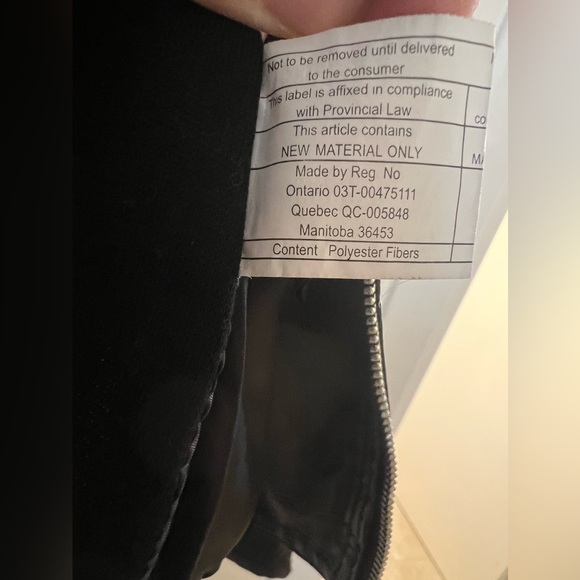 Not to be removed until delivered
to the consumer
This label is affixed in compliance
with Provincial Law
This article contains
NEW MATERIAL ONLY
Made by Reg No
Ontario 03T-00475111
Quebec QC-005848
Manitoba 36453
Content Polyester Fibers
co
MA